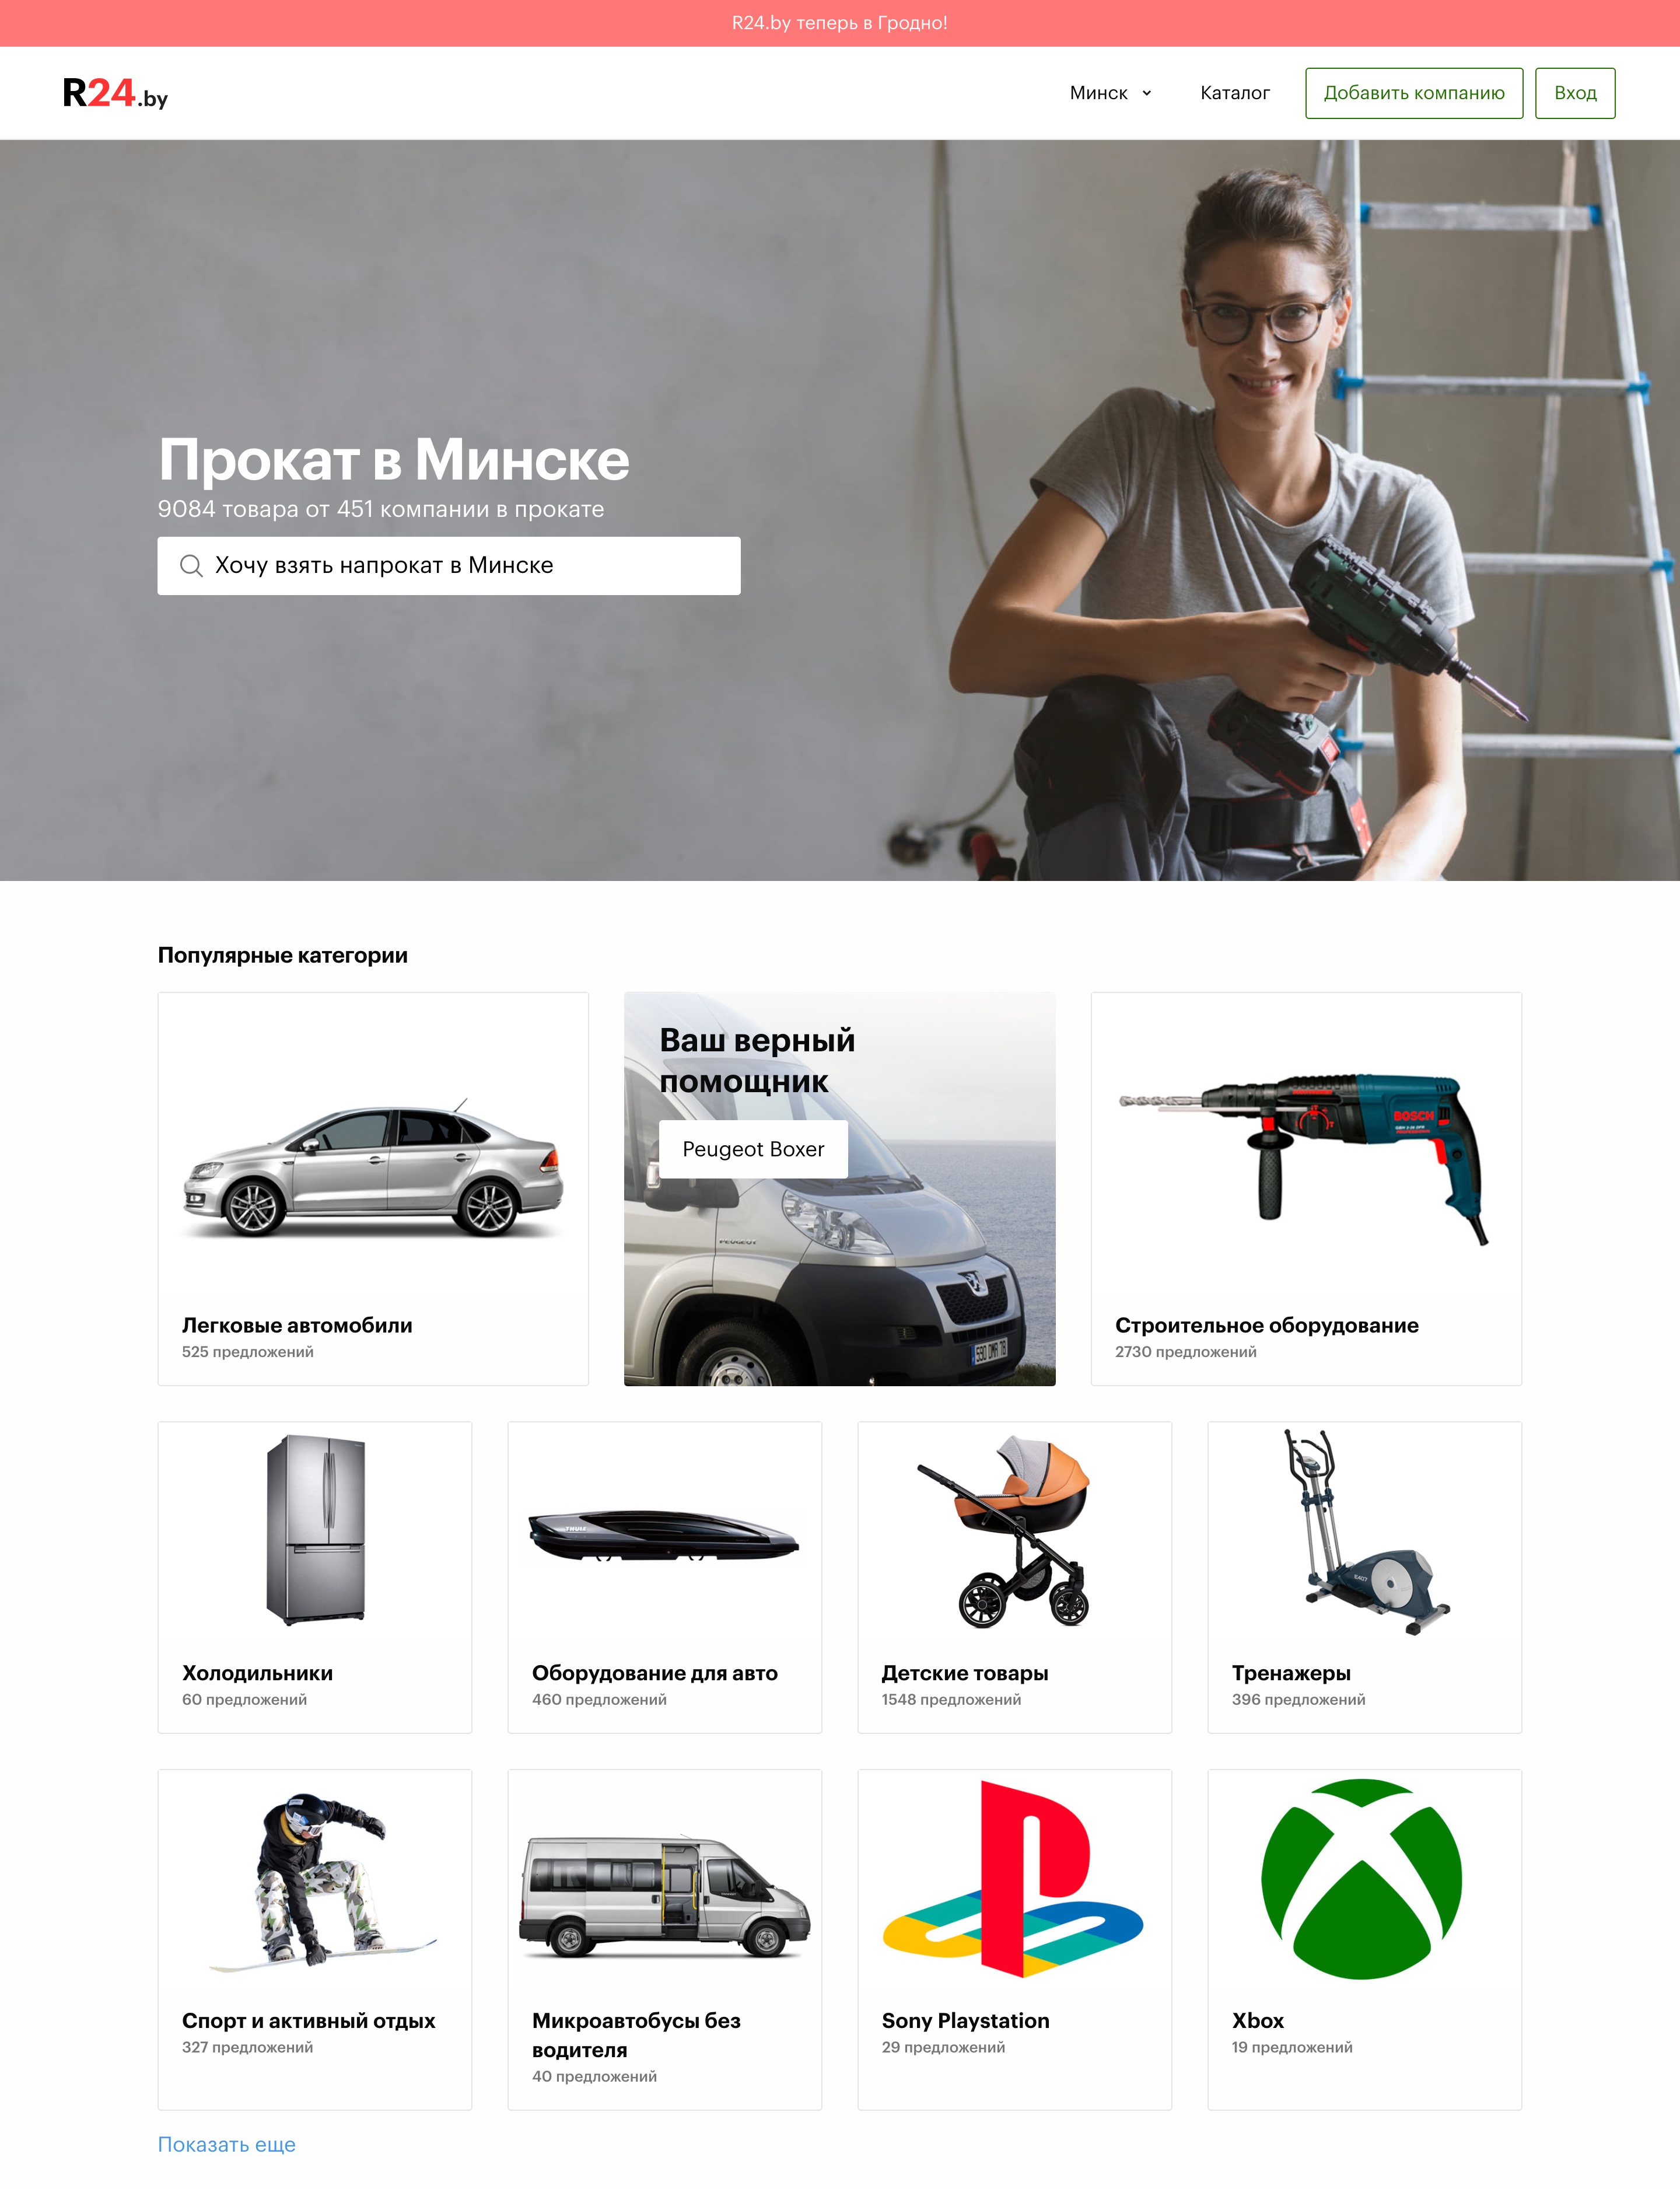 R24.by теперь в Гродно!
R24.by
Минск
Каталог
Добавить компанию
Вход
Прокат в Минске
9084 товара от 451 компании в прокате
Хочу взять напрокат в Минске
Популярные категории
Ваш верный
помощник
Peugeot Boxer
PEUGEOT
BOSCH
Легковые автомобили
525 предложений
Строительное оборудование
2730 предложений
THULE
Холодильники
60 предложений
Оборудование для авто
460 предложений
Детские товары
1548 предложений
Тренажеры
396 предложений
Спорт и активный отдых
327 предложений
Микроавтобусы без
водителя
40 предложений
Sony Playstation
29 предложений
Xbox
19 предложений
Показать еще